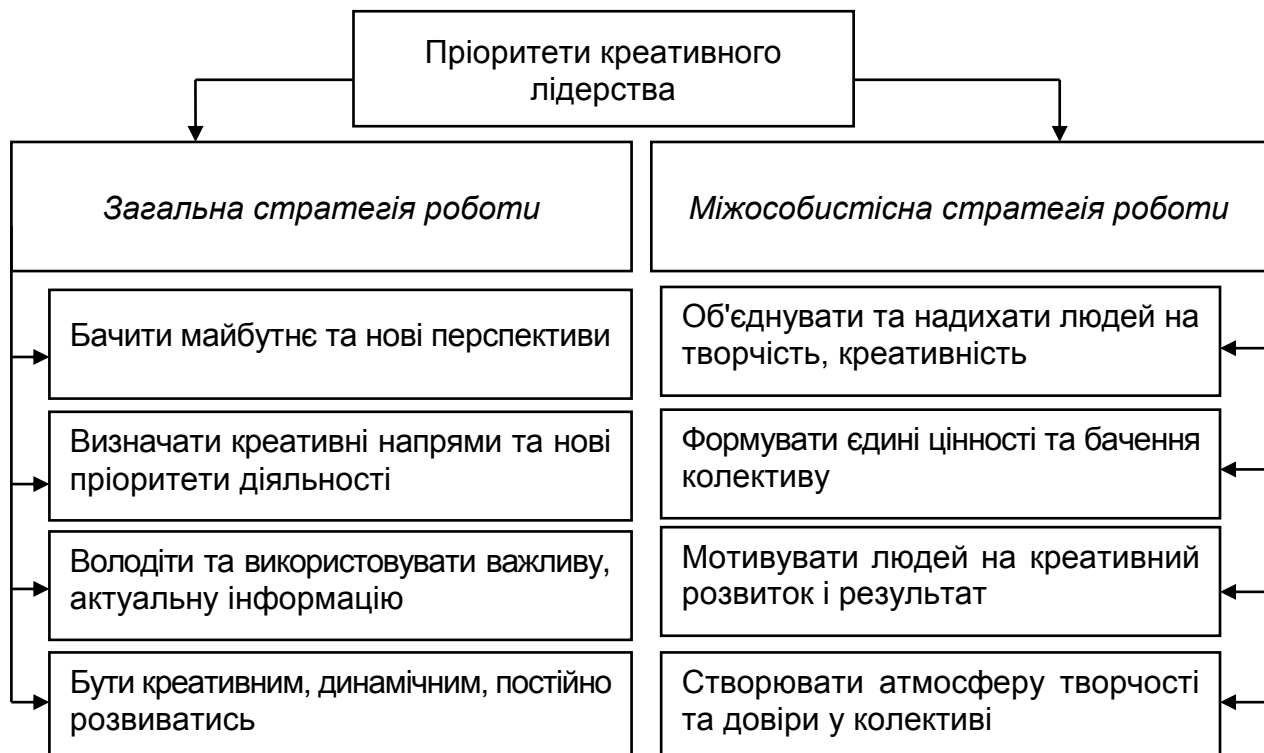 Пріоритети креативного
лідерства
Загальна стратегія роботи
Бачити майбутнє та нові перспективи
Визначати креативні напрями та нові
пріоритети діяльності
Володіти та використовувати важливу,
актуальну інформацію
Бути креативним, динамічним, постійно
розвиватись
Міжособистісна стратегія роботи
Об'єднувати та надихати людей на
творчість, креативність
Формувати єдині цінності та бачення
колективу
Мотивувати людей на креативний
розвиток і результат
Створювати атмосферу творчості
та довіри у колективі